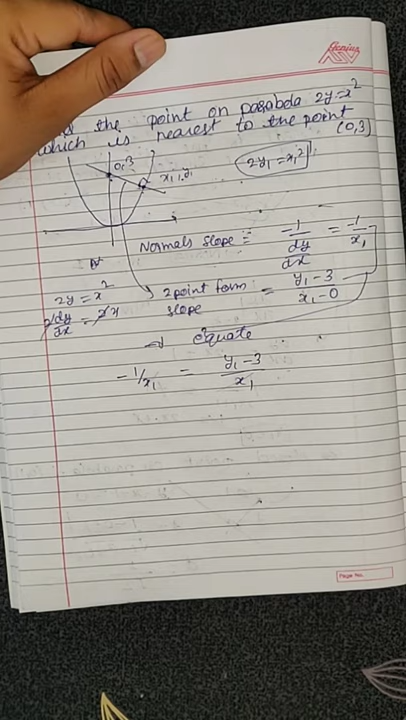 the point on parabola 2y=x²
which is nearest to the point
(0,3)
0,3
x₁,y₁
2y₁=x₁²
Normals slope = -1/(dy/dx) = -1/x₁
2y = x²
2dy/dx = 2x
2 point form slope = (y₁-3)/(x₁-0)
equate
-1/x₁ = (y₁-3)/x₁
Page No.